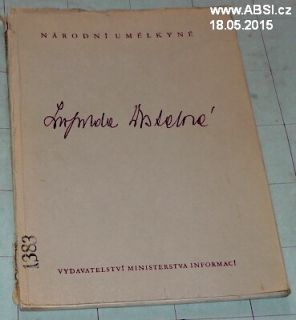 www.ABSI.cz
18.05.2015
NÁRODNÍ UMĚLKYNĚ
Leopolda Dostalová
1383
VYDAVATELSTVÍ MINISTERSTVA INFORMACÍ